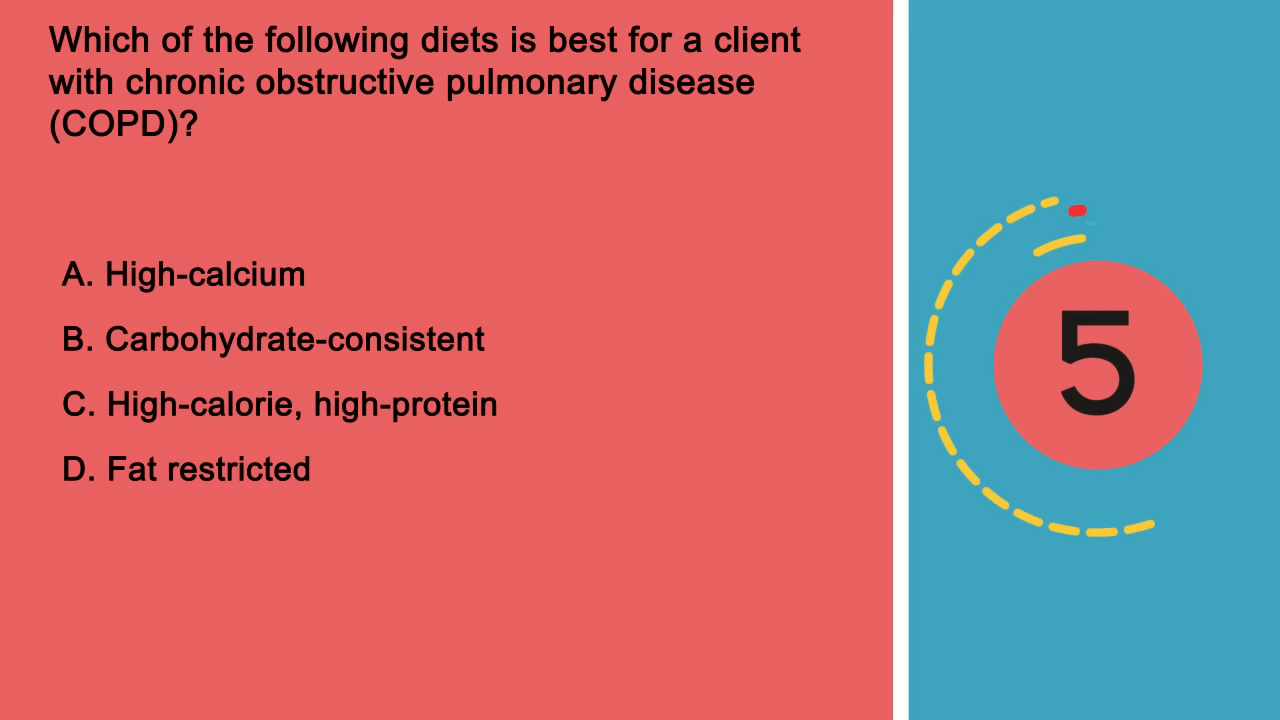 Which of the following diets is best for a client
with chronic obstructive pulmonary disease
(COPD)?
A. High-calcium
B. Carbohydrate-consistent
C. High-calorie, high-protein
D. Fat restricted
5